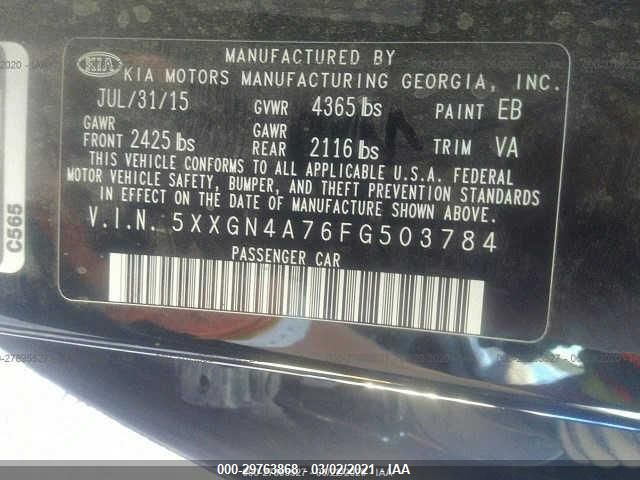 MANUFACTURED BY
KIA KIA MOTORS MANUFACTURING GEORGIA, INC.
JUL/31/15 GVWR 4365 lbs PAINT EB
GAWR FRONT 2425 lbs GAWR REAR 2116 lbs TRIM VA
THIS VEHICLE CONFORMS TO ALL APPLICABLE U.S.A. FEDERAL
MOTOR VEHICLE SAFETY, BUMPER, AND THEFT PREVENTION STANDARDS
IN EFFECT ON THE DATE OF MANUFACTURE SHOWN ABOVE.
V.I.N. 5XXGN4A76FG503784
PASSENGER CAR
C565
000-29763868 03/02/2021 IAA